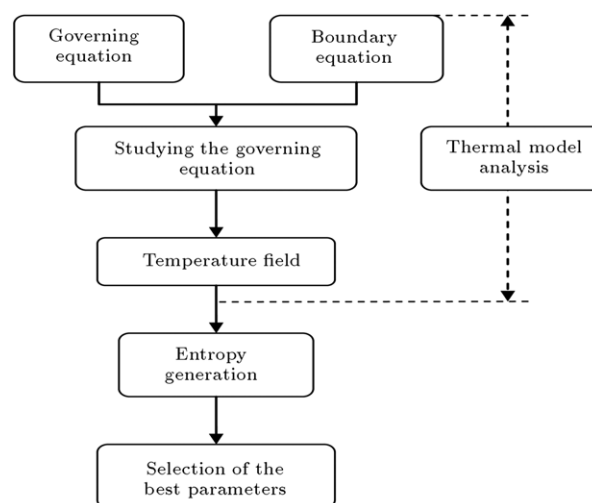 Governing
equation
Boundary
equation
Studying the governing
equation
Thermal model
analysis
Temperature field
Entropy
generation
Selection of the
best parameters